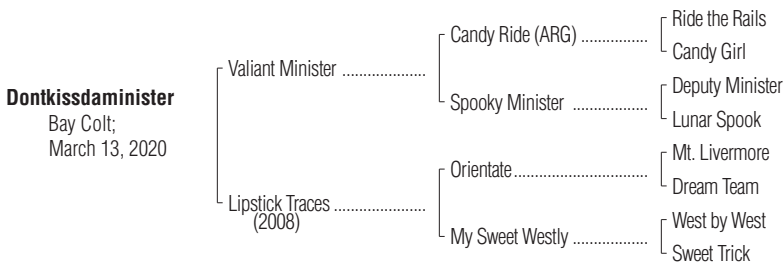 Dontkissdaminister
Bay Colt;
March 13, 2020
Valiant Minister ......................
Lipstick Traces ........................
(2008)
Candy Ride (ARG) .................
Spooky Minister ....................
Orientate................................
My Sweet Westly ...................
Ride the Rails
Candy Girl
Deputy Minister
Lunar Spook
Mt. Livermore
Dream Team
West by West
Sweet Trick